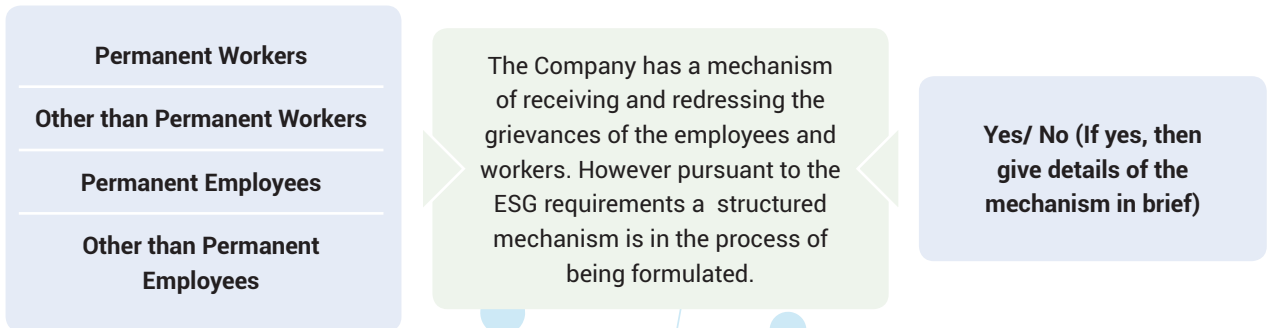 Permanent Workers
Other than Permanent Workers
Permanent Employees
Other than Permanent
Employees
The Company has a mechanism
of receiving and redressing the
grievances of the employees and
workers. However pursuant to the
ESG requirements a  structured
mechanism is in the process of
being formulated.
Yes/ No (If yes, then
give details of the
mechanism in brief)